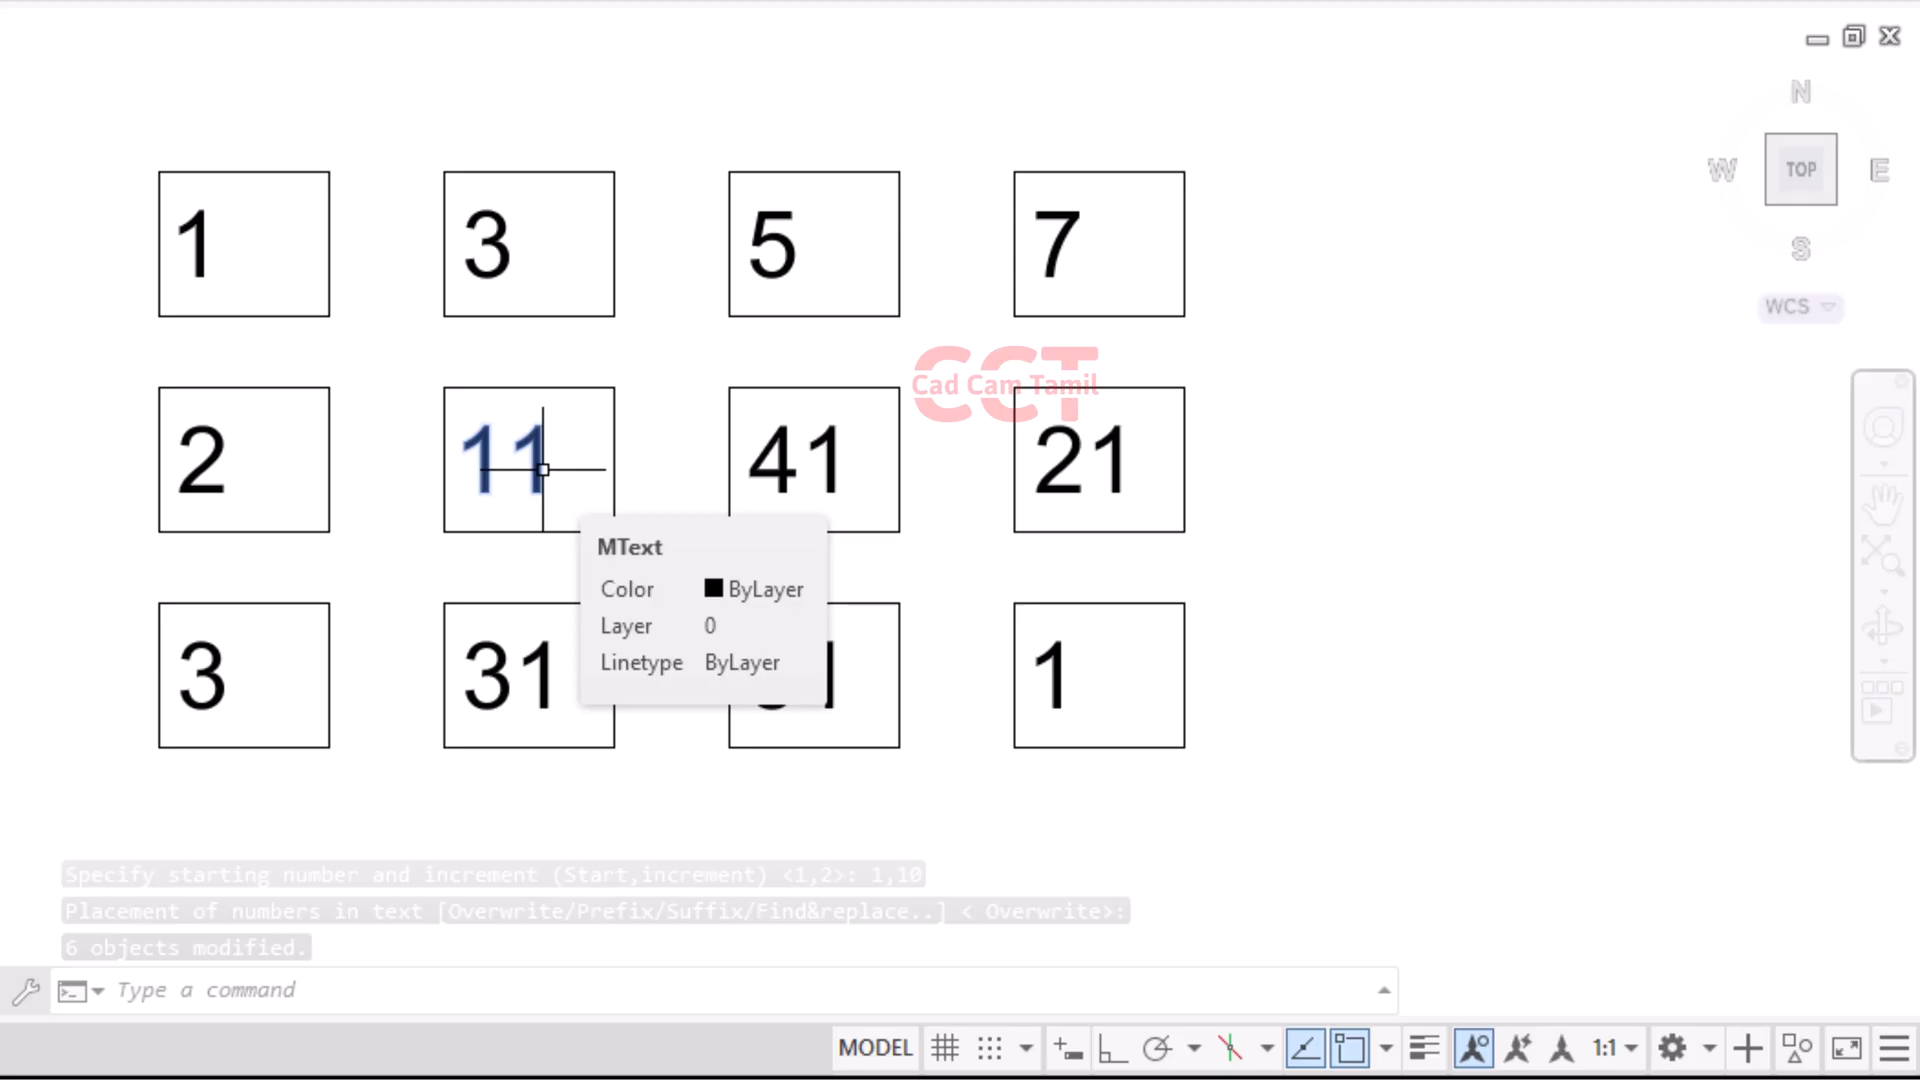 N
W TOP E
S
WCS
1 3 5 7
CCT
Cad Cam Tamil
2 11 41 21
MText
Color ByLayer
Layer 0
Linetype ByLayer
3 31 1
Specify starting number and increment (Start,increment) <1,2>: 1,10
Placement of numbers in text [Overwrite/Prefix/Suffix/Find&replace..] < Overwrite>:
6 objects modified.
Type a command
MODEL 1:1